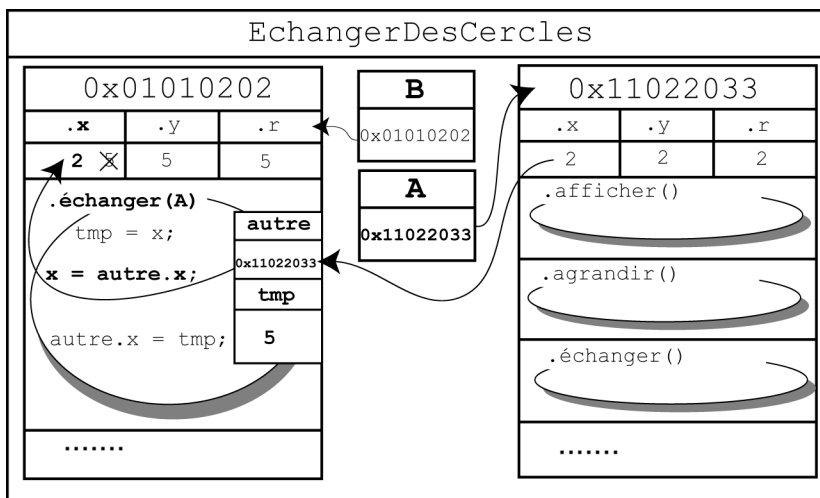 EchangerDesCercles
0x01010202
.x .y .r
2 5 5 5
.échanger(A)
tmp = x;
x = autre.x;
autre.x = tmp;
.......
autre
0x11022033
tmp
5
B
0x01010202
A
0x11022033
0x11022033
.x .y .r
2 2 2
.afficher()
.agrandir()
.échanger()
.......